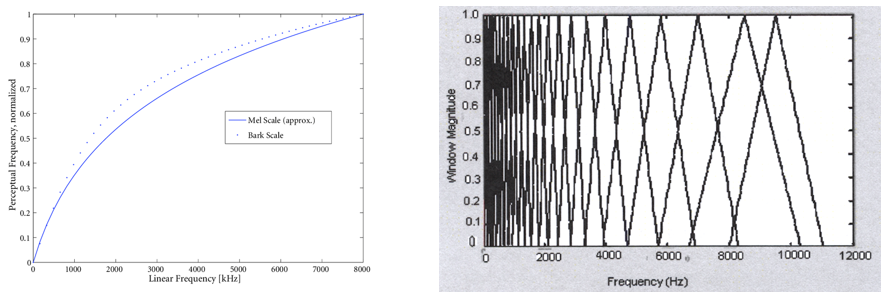 1
0.9
0.8
0.7
0.6
0.5
0.4
0.3
0.2
0.1
0
Perceptual Frequency, normalized
Mel Scale (approx.)
Bark Scale
0 1000 2000 3000 4000 5000 6000 7000 8000
Linear Frequency [kHz]
1.0
0.9
0.8
0.7
0.6
0.5
0.4
0.3
0.2
0.1
0
Window Magnitude
0 2000 4000 6000 8000 10000 12000
Frequency (Hz)